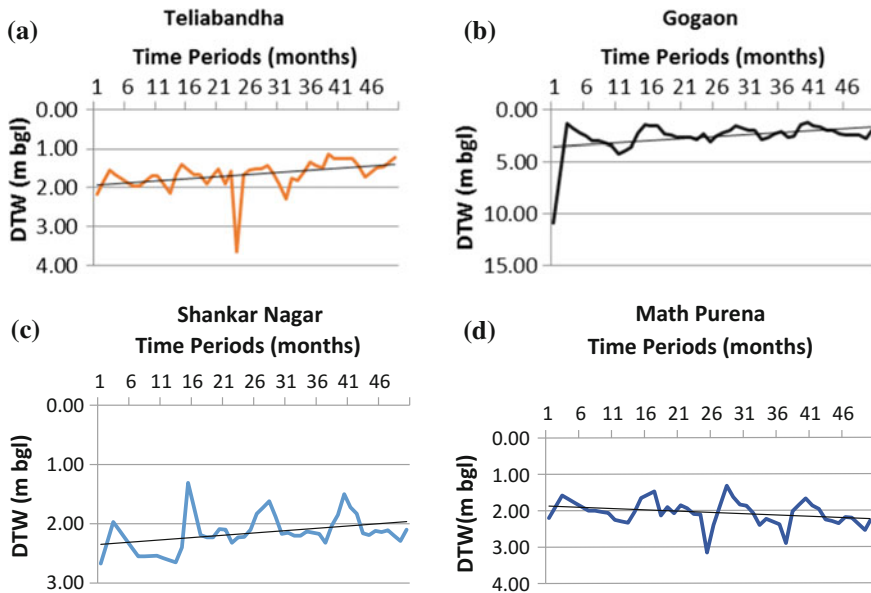 (a)
Teliabandha
Time Periods (months)
1 6 11 16 21 26 31 36 41 46
0.00
1.00
2.00
3.00
4.00
DTW (m bgl)
(b)
Gogaon
Time Periods (months)
1 6 11 16 21 26 31 36 41 46
0.00
5.00
10.00
15.00
DTW (m bgl)
(c)
Shankar Nagar
Time Periods (months)
1 6 11 16 21 26 31 36 41 46
0.00
1.00
2.00
3.00
DTW (m bgl)
(d)
Math Purena
Time Periods (months)
1 6 11 16 21 26 31 36 41 46
0.00
1.00
2.00
3.00
4.00
DTW(m bgl)